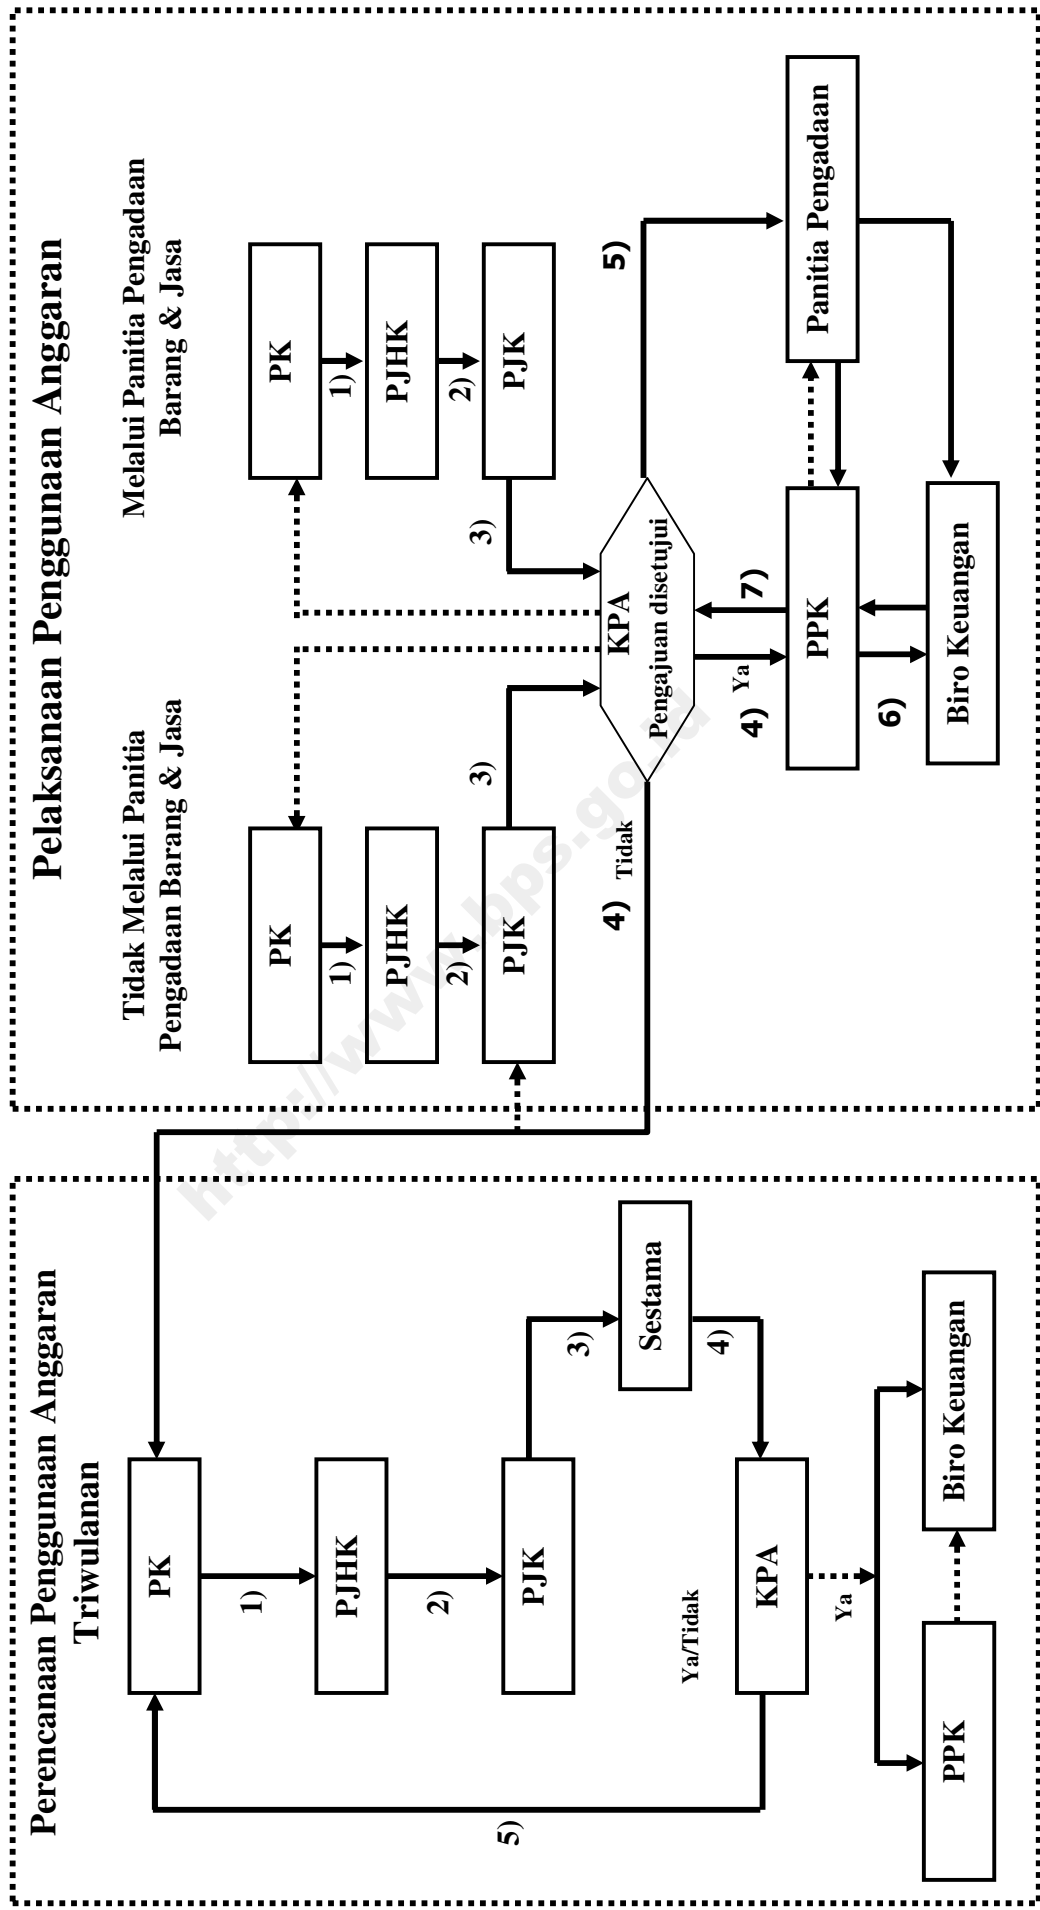 Perencanaan Penggunaan Anggaran
Triwulanan
PK
1)
PJHK
2)
PJK
3)
Sestama
4)
Ya/Tidak
KPA
5)
Ya
PPK
Biro Keuangan
Pelaksanaan Penggunaan Anggaran
Tidak Melalui Panitia
Pengadaan Barang & Jasa
PK
1)
PJHK
2)
PJK
3)
Melalui Panitia Pengadaan
Barang & Jasa
PK
1)
PJHK
2)
PJK
3)
KPA
Pengajuan disetujui
4) Tidak
4) Ya
7)
5)
PPK
Panitia Pengadaan
6)
Biro Keuangan
http://www.bps.go.id